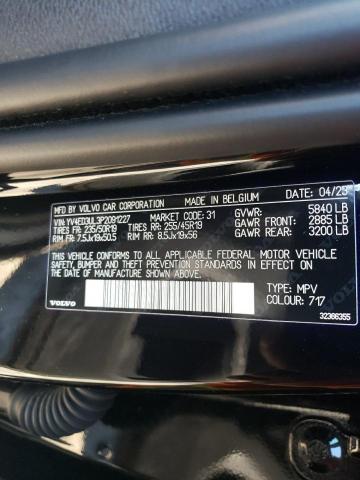 MFD BY VOLVO CAR CORPORATION MADE IN BELGIUM DATE: 04/23
VIN: YV4ED3UL3P2091227 MARKET CODE: 31 GVWR: 5840 LB
TIRES FR: 235/50R19 TIRES RR: 255/45R19 GAWR FRONT: 2885 LB
RIM FR: 7.5Jx19x50.5 RIM RR: 8.5Jx19x56 GAWR REAR: 3200 LB
THIS VEHICLE CONFORMS TO ALL APPLICABLE FEDERAL MOTOR VEHICLE
SAFETY, BUMPER AND THEFT PREVENTION STANDARDS IN EFFECT ON THE
DATE OF MANUFACTURE SHOWN ABOVE.
TYPE: MPV
COLOUR: 717
VOLVO
32366355